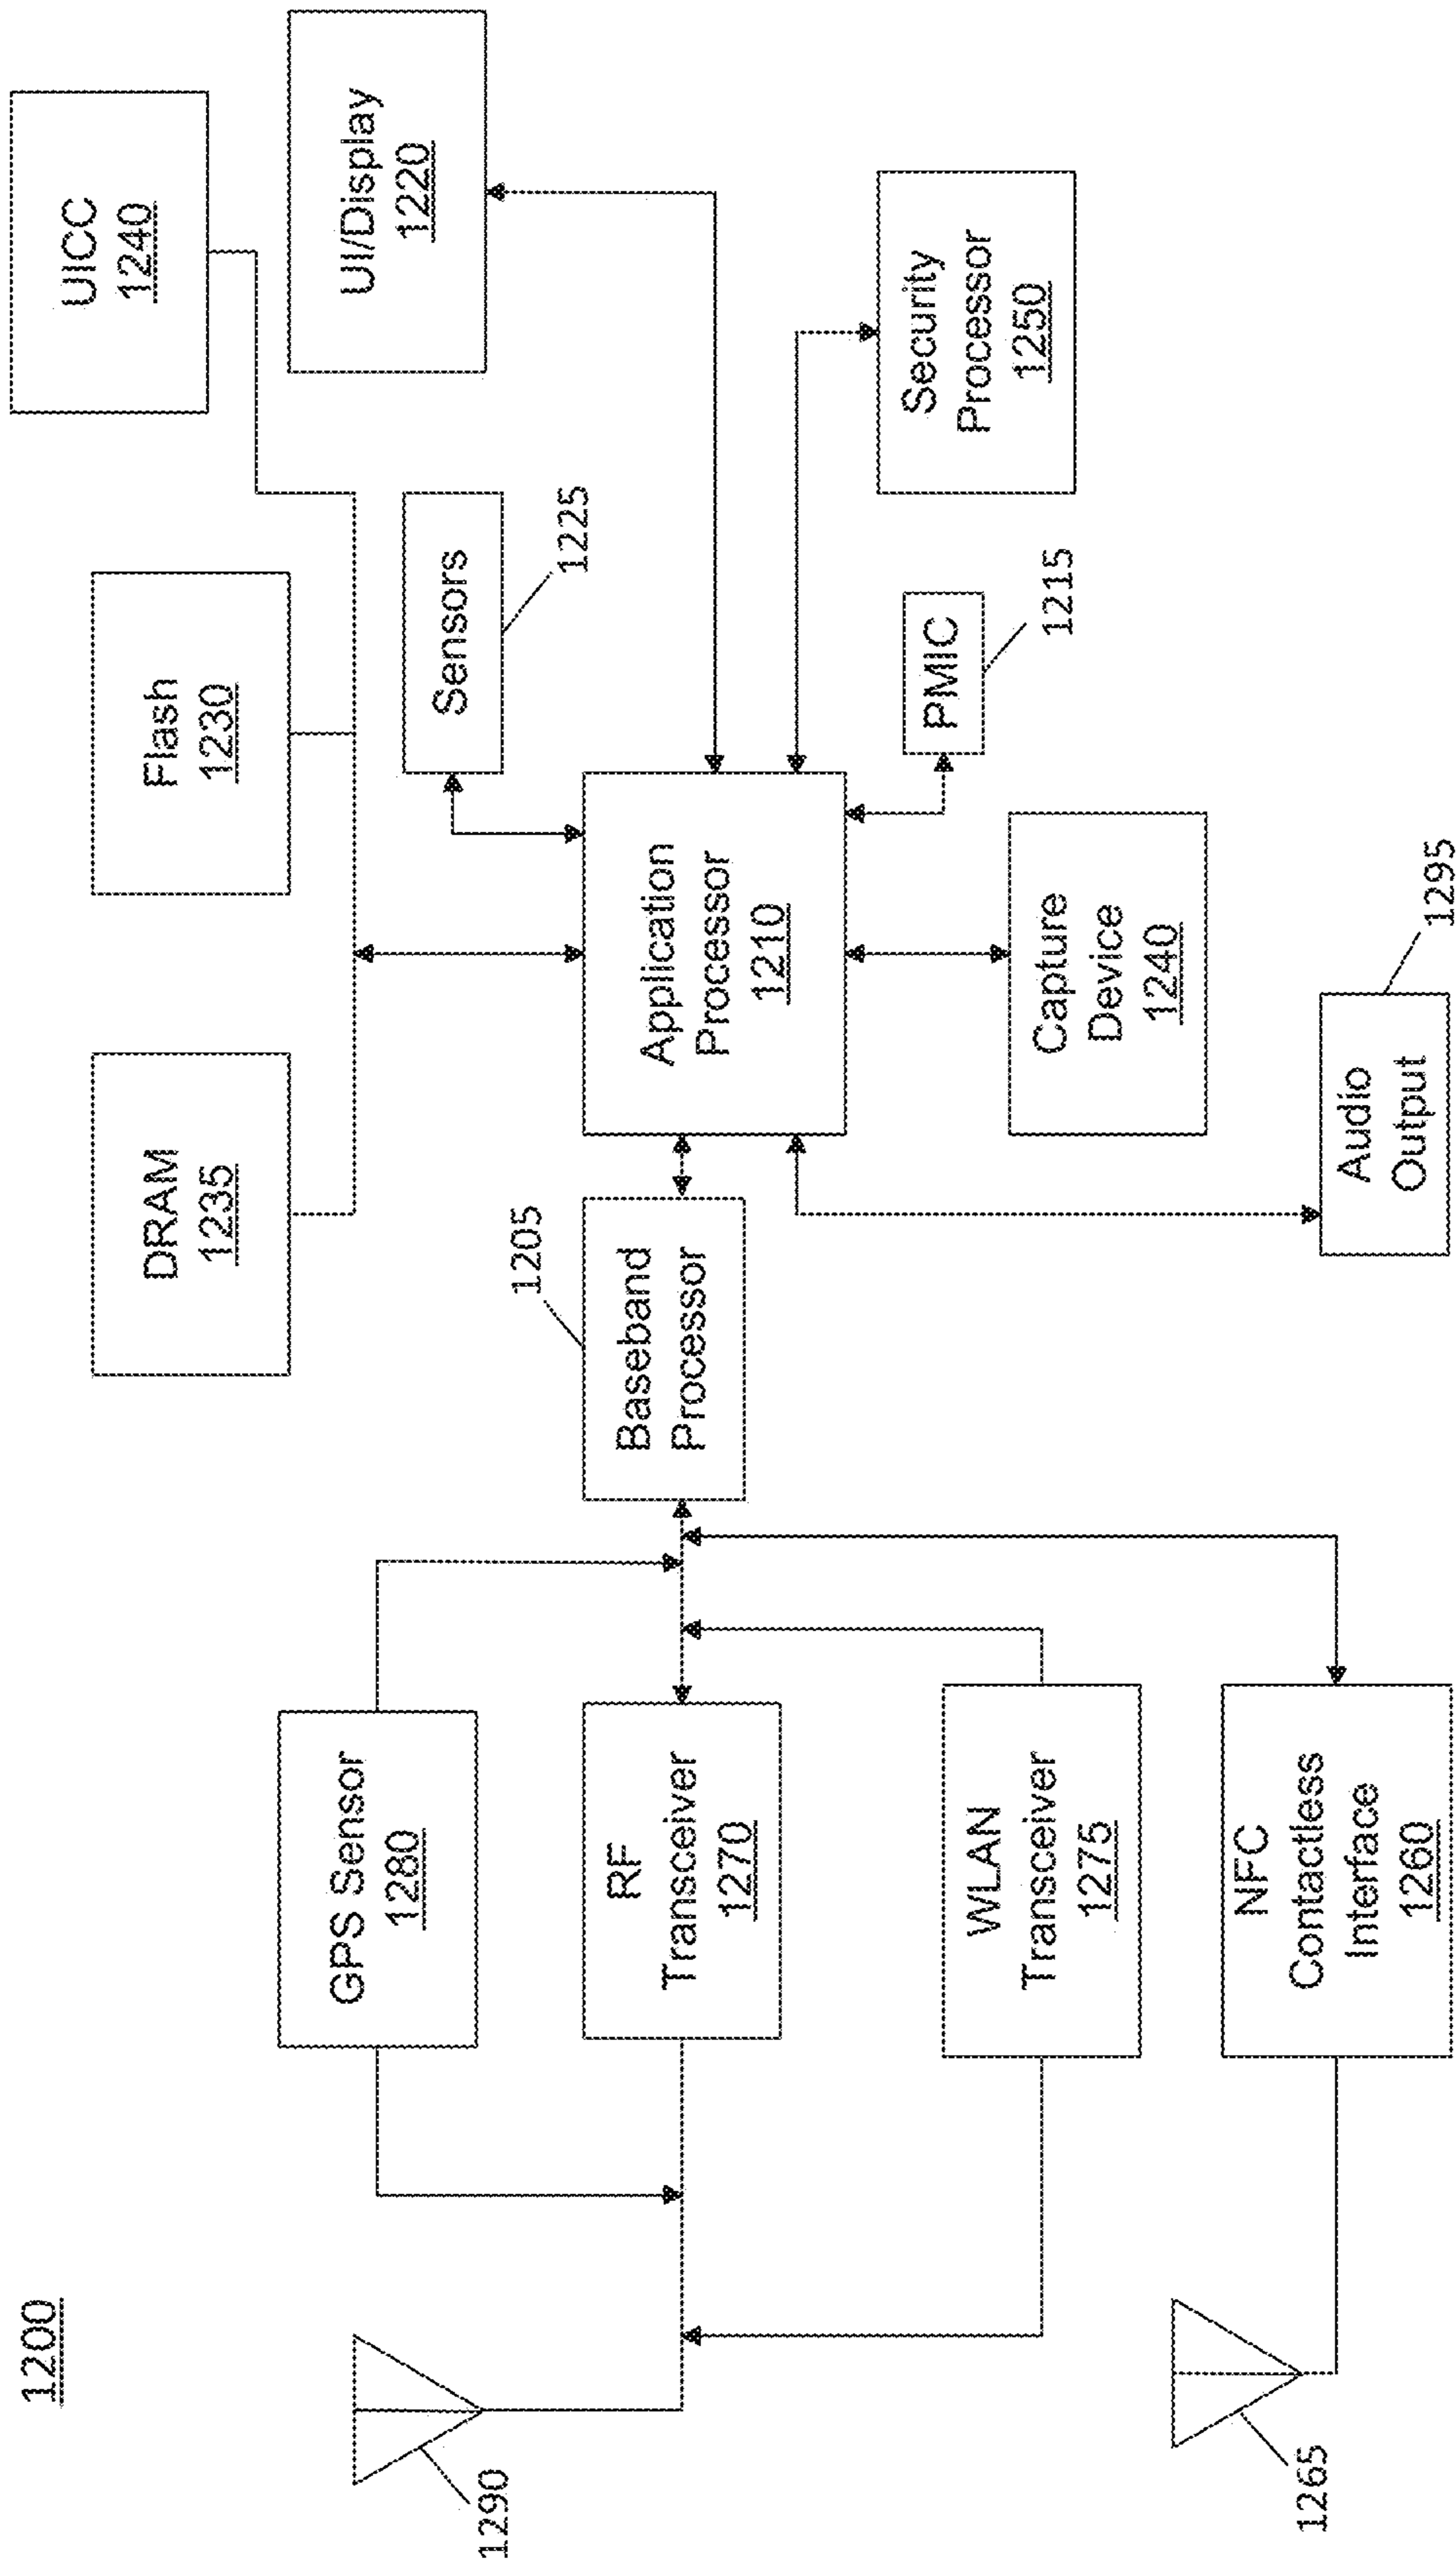 1200
UICC
1240
DRAM
1235
Flash
1230
UI/Display
1220
Sensors
1225
GPS Sensor
1280
1290
RF
Transceiver
1270
Baseband
Processor
1205
Application
Processor
1210
Security
Processor
1250
PMIC
1215
WLAN
Transceiver
1275
Capture
Device
1240
NFC
Contactless
Interface
1260
1265
Audio
Output
1295